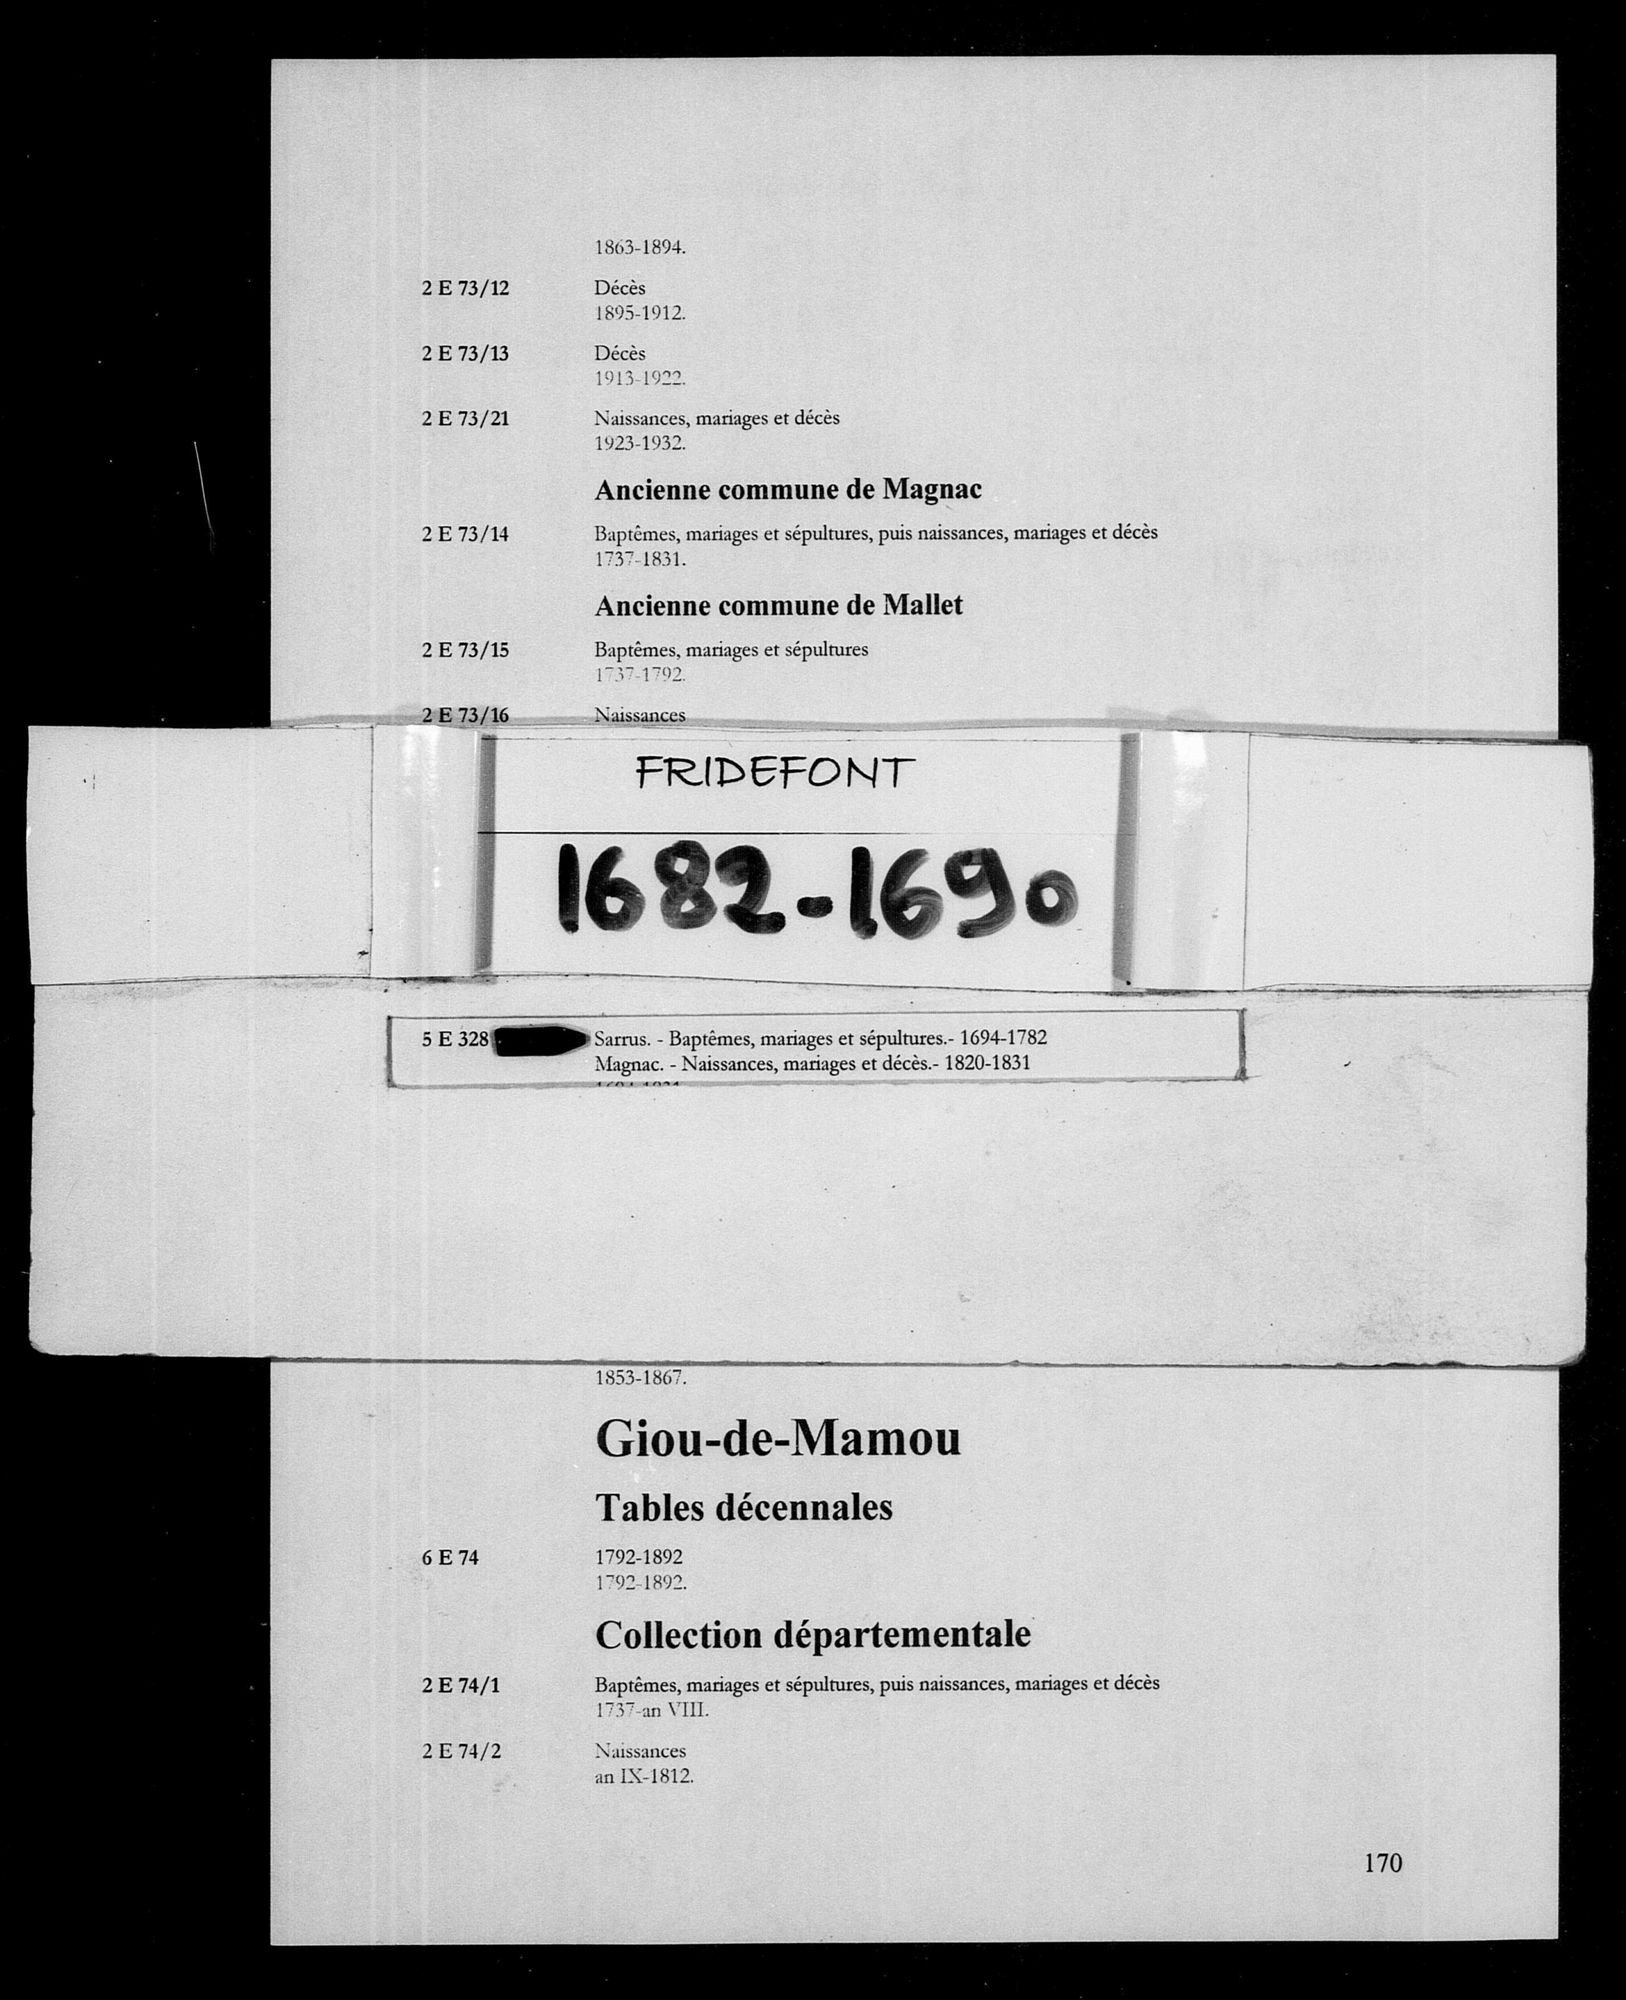 1863-1894.
2 E 73/12 Décès
1895-1912.
2 E 73/13 Décès
1913-1922.
2 E 73/21 Naissances, mariages et décès
1923-1932.
Ancienne commune de Magnac
2 E 73/14 Baptêmes, mariages et sépultures, puis naissances, mariages et décès
1737-1831.
Ancienne commune de Mallet
2 E 73/15 Baptêmes, mariages et sépultures
1737-1792.
2 E 73/16 Naissances
FRIDEFONT
1682-1690
5 E 328 Sarrus. - Baptêmes, mariages et sépultures.- 1694-1782
Magnac. - Naissances, mariages et décès.- 1820-1831
1853-1867.
Giou-de-Mamou
Tables décennales
6 E 74 1792-1892
1792-1892.
Collection départementale
2 E 74/1 Baptêmes, mariages et sépultures, puis naissances, mariages et décès
1737-an VIII.
2 E 74/2 Naissances
an IX-1812.
170